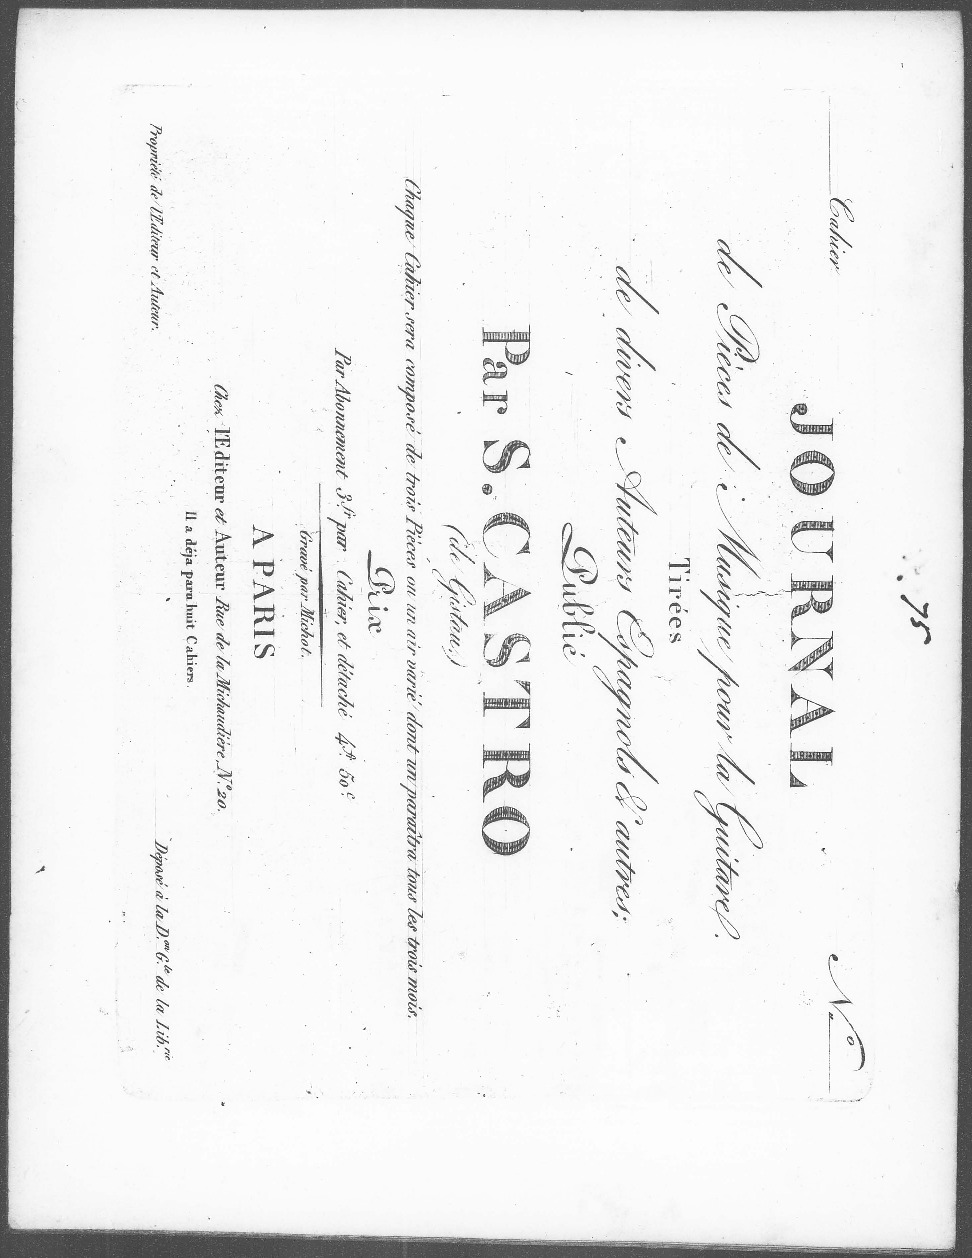 75
Cahier N.º
JOURNAL
de Pièces de Musique pour la Guitare.
Tirés
de divers Auteurs Espagnols & autres;
Publié
Par S. CASTRO
(de Gistau,)
Chaque Cahier sera composé de trois Pièces ou un air varié dont un paraîtra tous les trois mois.
Prix
Par Abonnement 3.fr par Cahier, et détaché 4.fr 50.c
Gravé par Michot.
A PARIS
Chez l'Editeur et Auteur Rue de la Michaudière, N.º 20.
Il a déja paru huit Cahiers.
Propriété de l'Editeur et Auteur. Déposé à la D.on G.le de la Lib.rie